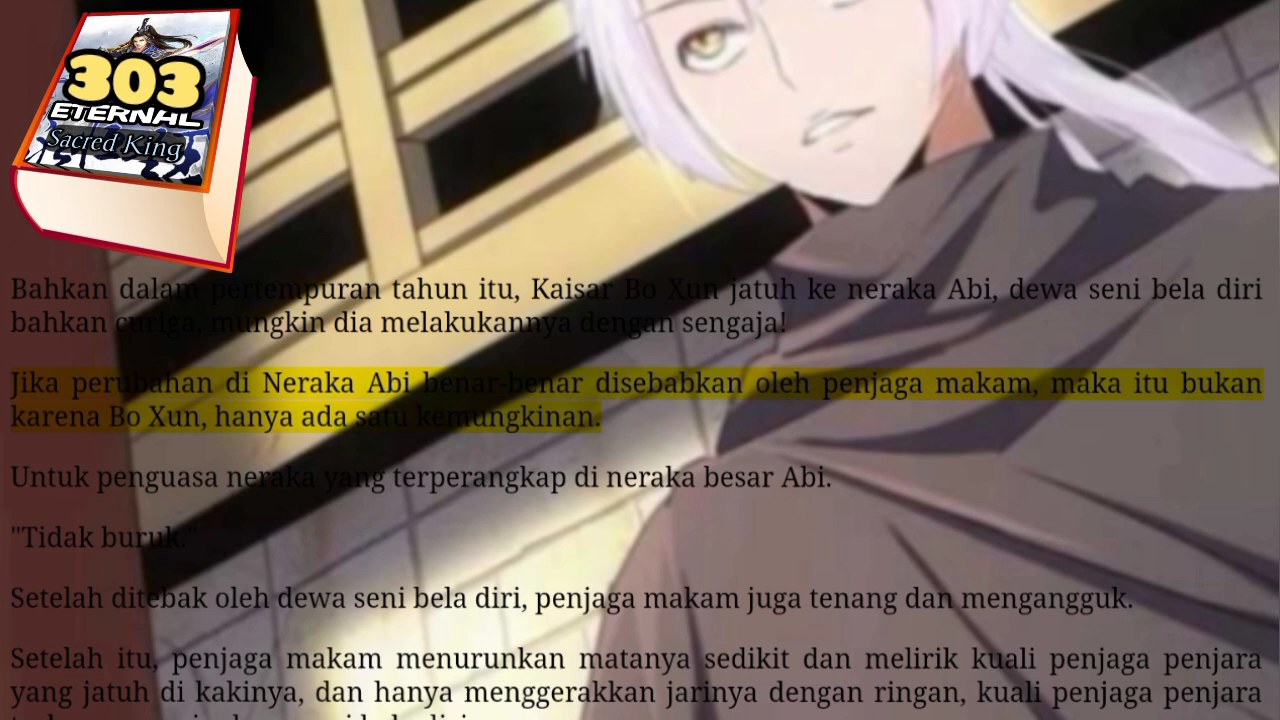 303
ETERNAL
Sacred King
Bahkan dalam pertempuran tahun itu, Kaisar Bo Xun jatuh ke neraka Abi, dewa seni bela diri
bahkan curiga, mungkin dia melakukannya dengan sengaja!
Jika perubahan di Neraka Abi benar-benar disebabkan oleh penjaga makam, maka itu bukan
karena Bo Xun, hanya ada satu kemungkinan.
Untuk penguasa neraka yang terperangkap di neraka besar Abi.
"Tidak buruk."
Setelah ditebak oleh dewa seni bela diri, penjaga makam juga tenang dan mengangguk.
Setelah itu, penjaga makam menurunkan matanya sedikit dan melirik kuali penjaga penjara
yang jatuh di kakinya, dan hanya menggerakkan jarinya dengan ringan, kuali penjaga penjara